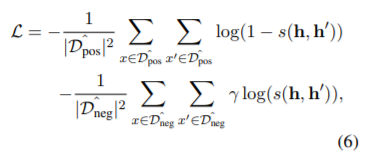 \mathcal{L} = -\frac{1}{|\hat{\mathcal{D}_{\text{pos}}}|^2} \sum_{x \in \hat{\mathcal{D}_{\text{pos}}}} \sum_{x' \in \hat{\mathcal{D}_{\text{pos}}}} \log(1 - s(\mathbf{h}, \mathbf{h}'))
-\frac{1}{|\hat{\mathcal{D}_{\text{neg}}}|^2} \sum_{x \in \hat{\mathcal{D}_{\text{neg}}}} \sum_{x' \in \hat{\mathcal{D}_{\text{neg}}}} \gamma \log(s(\mathbf{h}, \mathbf{h}')),
(6)